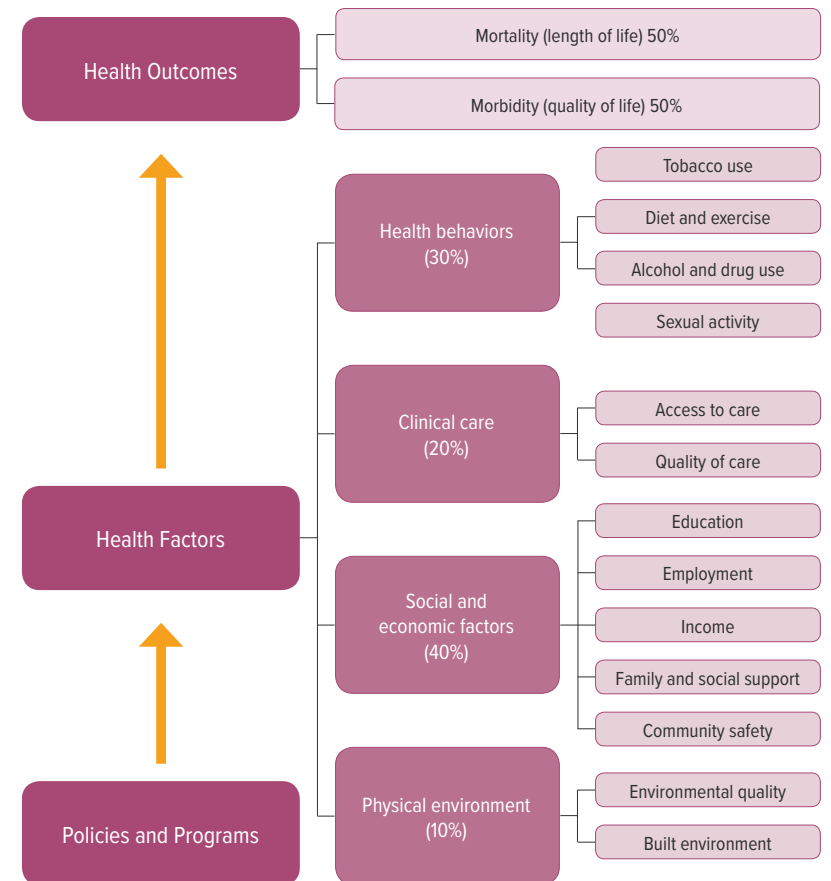 Health Outcomes
Mortality (length of life) 50%
Morbidity (quality of life) 50%
Health Factors
Health behaviors
(30%)
Tobacco use
Diet and exercise
Alcohol and drug use
Sexual activity
Clinical care
(20%)
Access to care
Quality of care
Social and
economic factors
(40%)
Education
Employment
Income
Family and social support
Community safety
Physical environment
(10%)
Environmental quality
Built environment
Policies and Programs